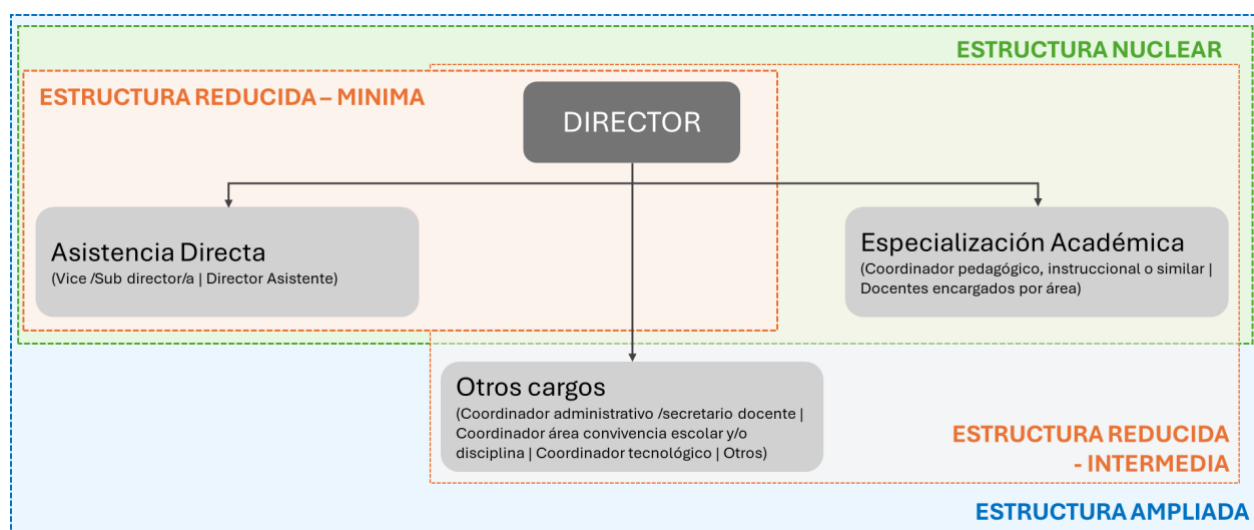 ESTRUCTURA NUCLEAR
ESTRUCTURA REDUCIDA – MINIMA
DIRECTOR
Asistencia Directa
(Vice /Sub director/a | Director Asistente)
Especialización Académica
(Coordinador pedagógico, instruccional o similar |
Docentes encargados por área)
Otros cargos
(Coordinador administrativo /secretario docente |
Coordinador área convivencia escolar y/o
disciplina | Coordinador tecnológico | Otros)
ESTRUCTURA REDUCIDA
- INTERMEDIA
ESTRUCTURA AMPLIADA